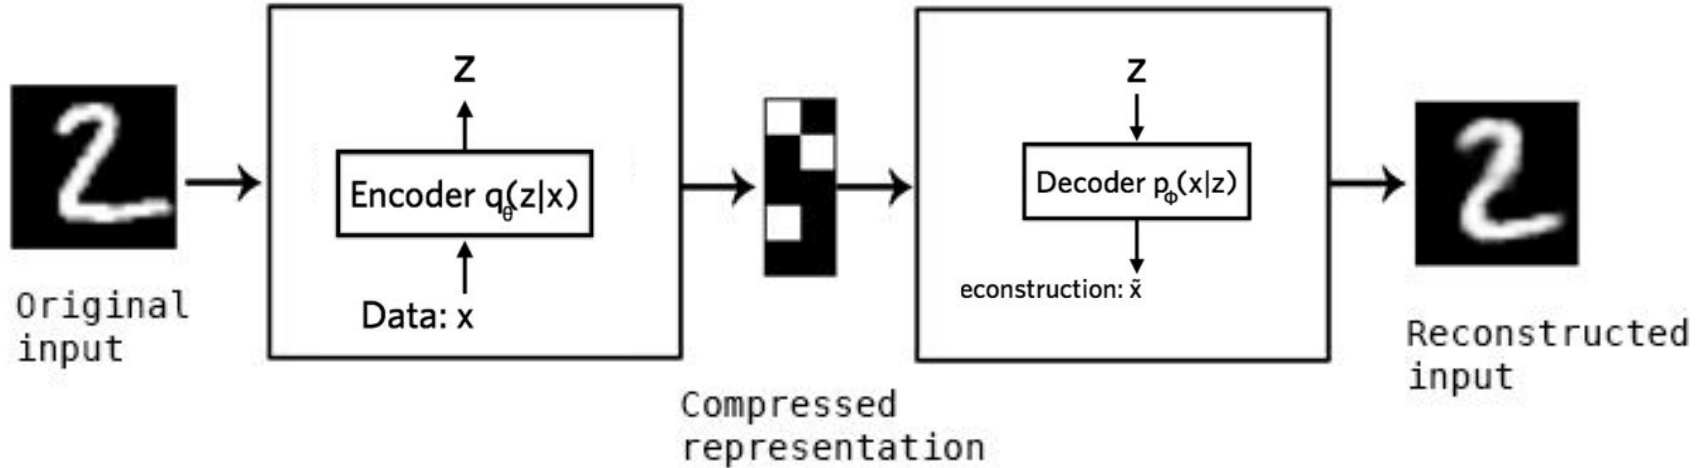 Original
input
z
Encoder qθ(z|x)
Data: x
Compressed
representation
z
Decoder pϕ(x|z)
econstruction: x̃
Reconstructed
input